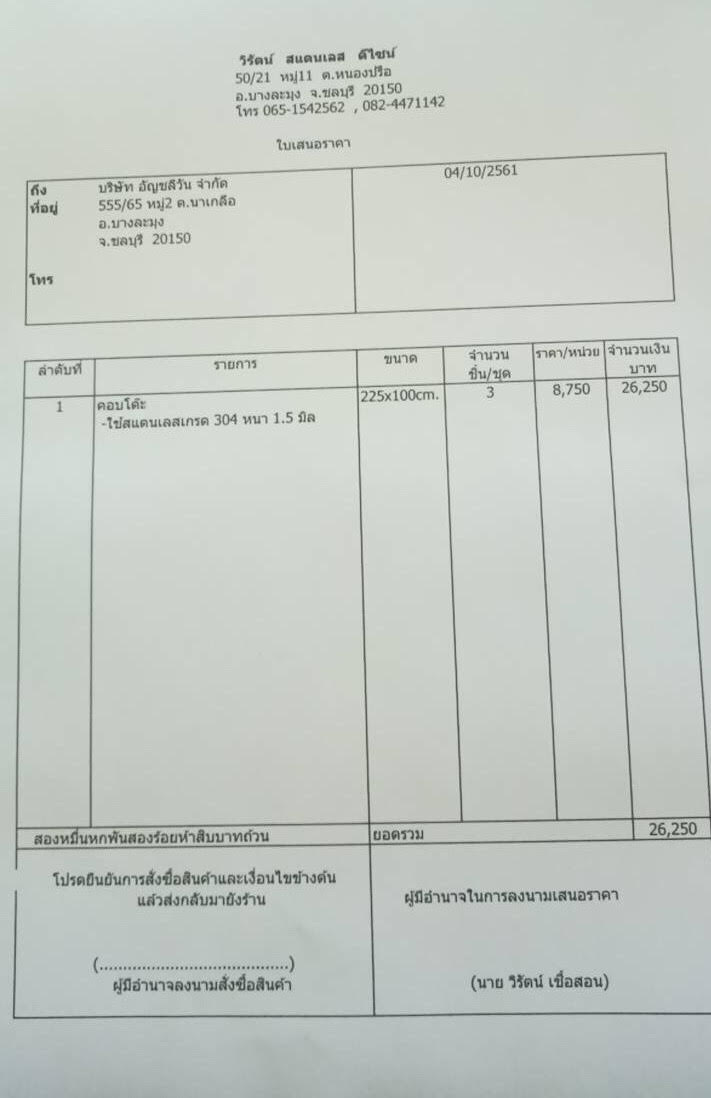 วิรัตน์ สแตนเลส ดีไซน์
50/21 หมู่11 ต.หนองปรือ
อ.บางละมุง จ.ชลบุรี 20150
โทร 065-1542562 , 082-4471142
ใบเสนอราคา
ถึง บริษัท อัญชลีวัน จำกัด 04/10/2561
ที่อยู่ 555/65 หมู่2 ต.นาเกลือ
อ.บางละมุง
จ.ชลบุรี 20150
โทร
ลำดับที่ รายการ ขนาด จำนวน ชิ้น/ชุด ราคา/หน่วย จำนวนเงิน บาท
1 คอบโต๊ะ 225x100cm. 3 8,750 26,250
-ใช้สแตนเลสเกรด 304 หนา 1.5 มิล
สองหมื่นหกพันสองร้อยห้าสิบบาทถ้วน ยอดรวม 26,250
โปรดยืนยันการสั่งซื้อสินค้าและเงื่อนไขข้างต้น
แล้วส่งกลับมายังร้าน
ผู้มีอำนาจในการลงนามเสนอราคา
(........................................)
ผู้มีอำนาจลงนามสั่งซื้อสินค้า
(นาย วิรัตน์ เชื้อสอน)